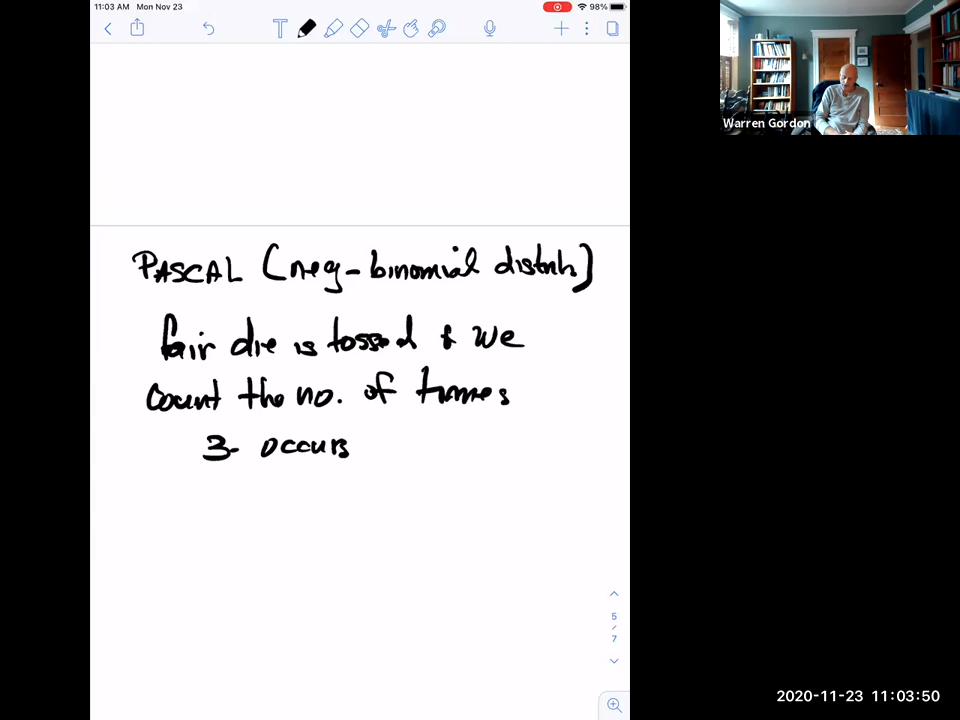 11:03 AM Mon Nov 23
98%
PASCAL (neg-binomial distrib)
fair die is tossed & we
count the no. of times
3 occurs
5
/
7
Warren Gordon
2020-11-23 11:03:50